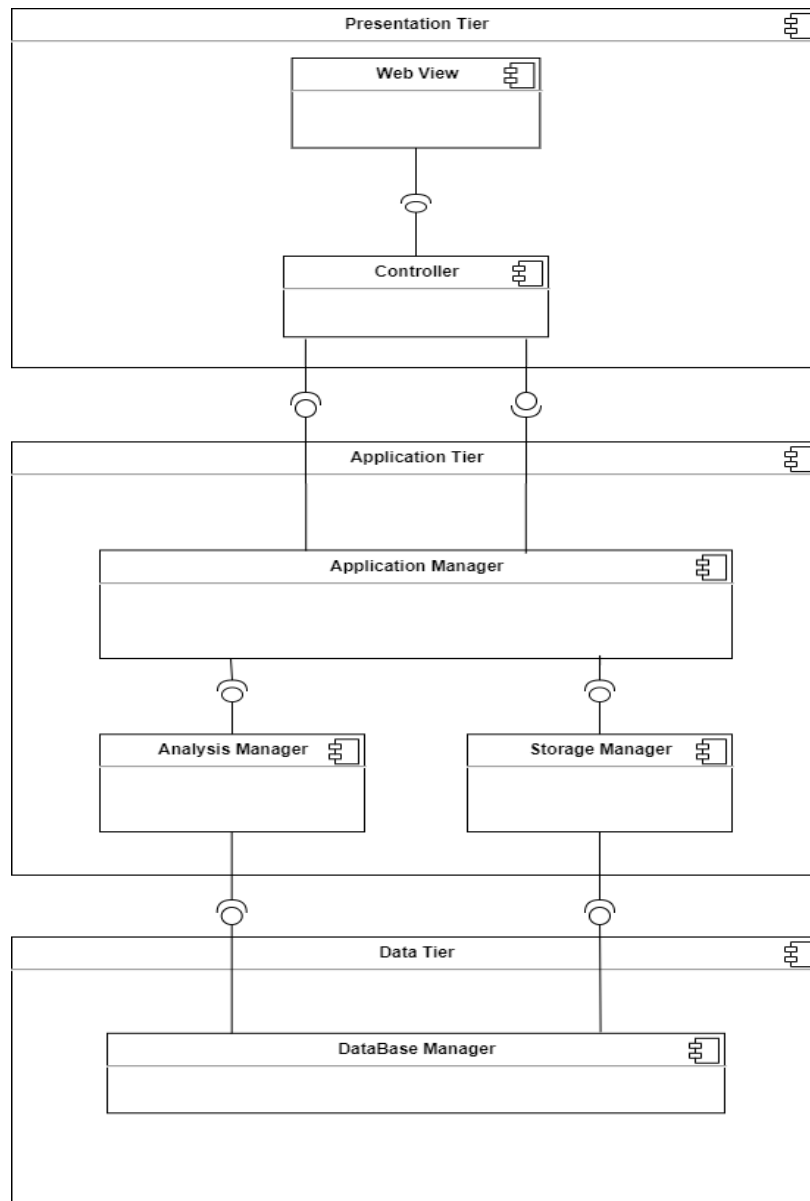 Presentation Tier
Web View
Controller
Application Tier
Application Manager
Analysis Manager
Storage Manager
Data Tier
DataBase Manager